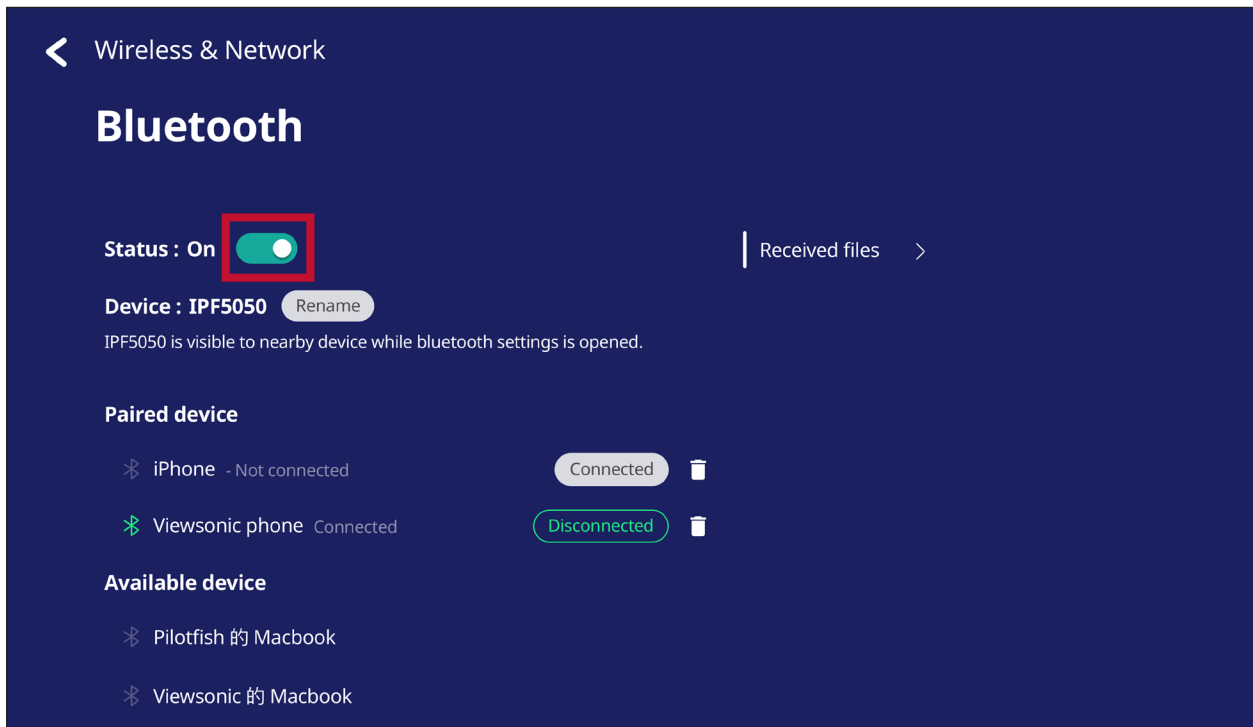 Wireless & Network
Bluetooth
Status : On
Received files
Device : IPF5050 Rename
IPF5050 is visible to nearby device while bluetooth settings is opened.
Paired device
iPhone - Not connected Connected
Viewsonic phone Connected Disconnected
Available device
Pilotfish 的 Macbook
Viewsonic 的 Macbook